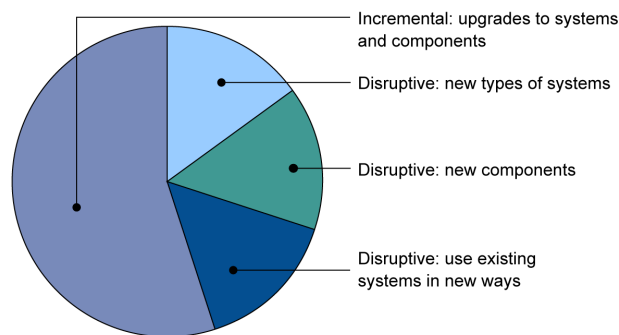 Incremental: upgrades to systems
and components
Disruptive: new types of systems
Disruptive: new components
Disruptive: use existing
systems in new ways